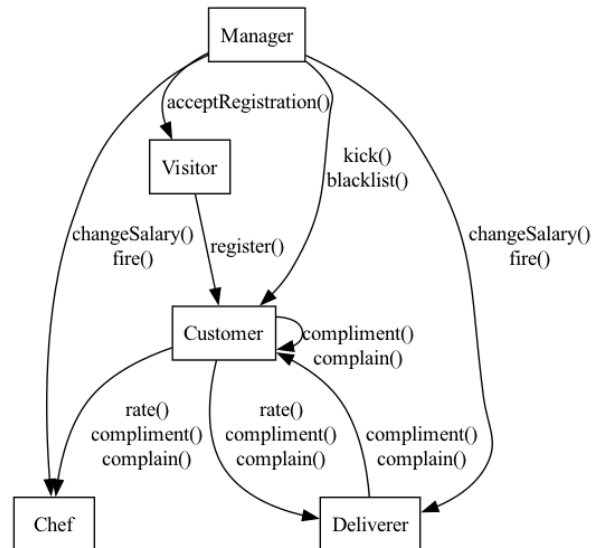 Manager
acceptRegistration()
kick()
blacklist()
Visitor
changeSalary()
fire()
register()
changeSalary()
fire()
Customer
compliment()
complain()
rate()
compliment()
complain()
rate()
compliment()
complain()
compliment()
complain()
Chef
Deliverer